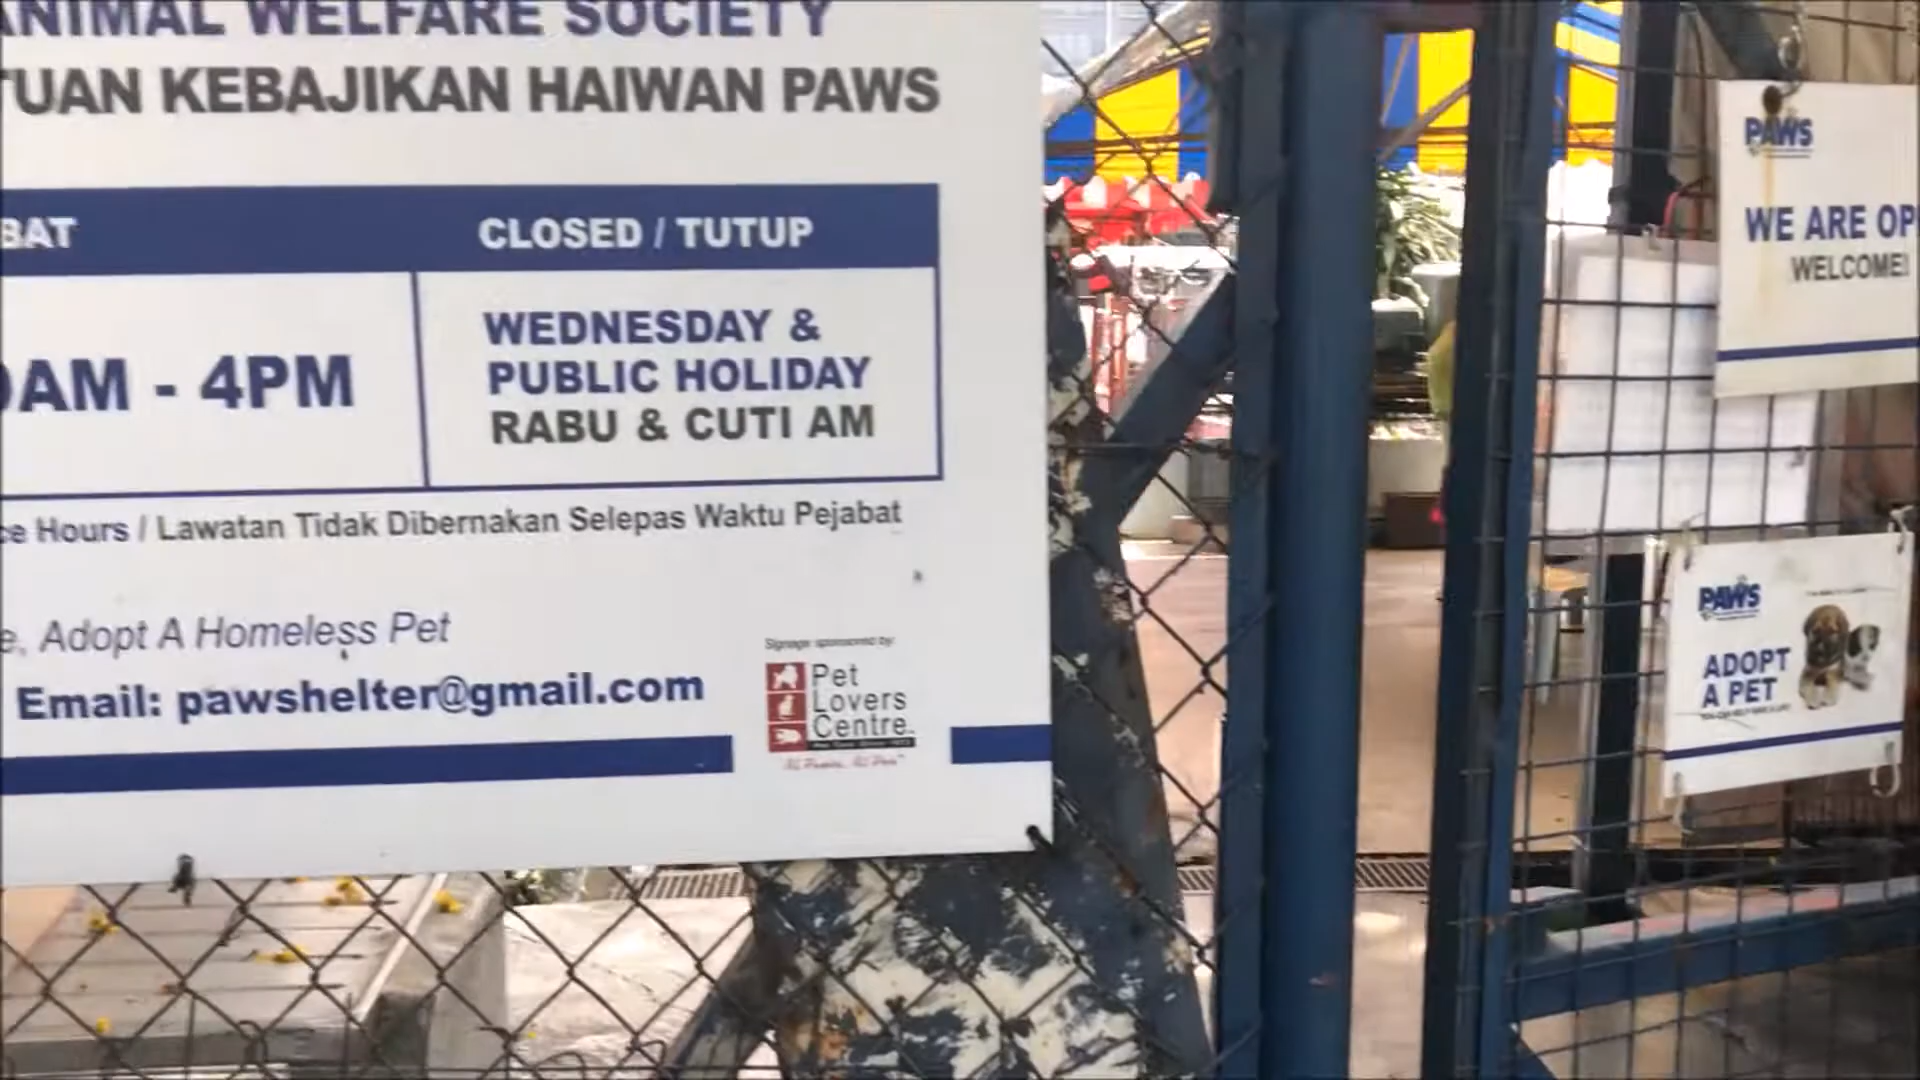 ANIMAL WELFARE SOCIETY
TUAN KEBAJIKAN HAIWAN PAWS
BAT
CLOSED / TUTUP
AM - 4PM
WEDNESDAY &
PUBLIC HOLIDAY
RABU & CUTI AM
ce Hours / Lawatan Tidak Dibernakan Selepas Waktu Pejabat
e, Adopt A Homeless Pet
Email: pawshelter@gmail.com
Signage sponsored by:
Pet
Lovers
Centre.
PAWS
WE ARE OP
WELCOME!
PAWS
ADOPT
A PET